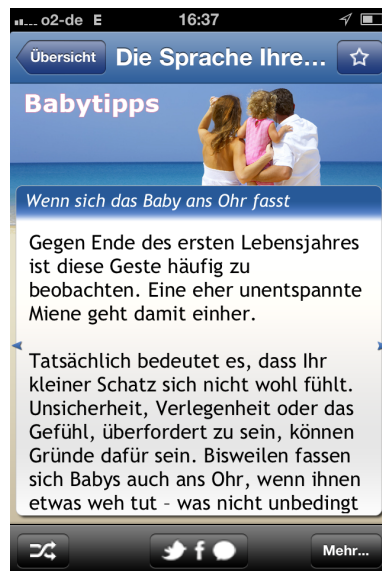 o2-de E 16:37
Übersicht Die Sprache Ihre...
Babytipps
Wenn sich das Baby ans Ohr fasst
Gegen Ende des ersten Lebensjahres
ist diese Geste häufig zu
beobachten. Eine eher unentspannte
Miene geht damit einher.
Tatsächlich bedeutet es, dass Ihr
kleiner Schatz sich nicht wohl fühlt.
Unsicherheit, Verlegenheit oder das
Gefühl, überfordert zu sein, können
Gründe dafür sein. Bisweilen fassen
sich Babys auch ans Ohr, wenn ihnen
etwas weh tut – was nicht unbedingt
Mehr...